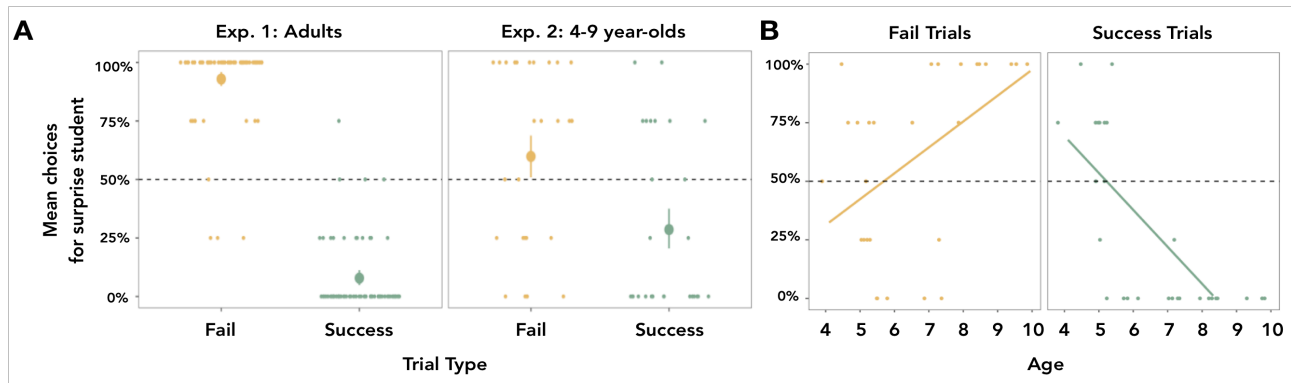 A
Exp. 1: Adults
Exp. 2: 4-9 year-olds
Mean choices
for surprise student
100%
75%
50%
25%
0%
Fail
Success
Fail
Success
Trial Type
B
Fail Trials
Success Trials
100%
75%
50%
25%
0%
4 5 6 7 8 9 10
4 5 6 7 8 9 10
Age